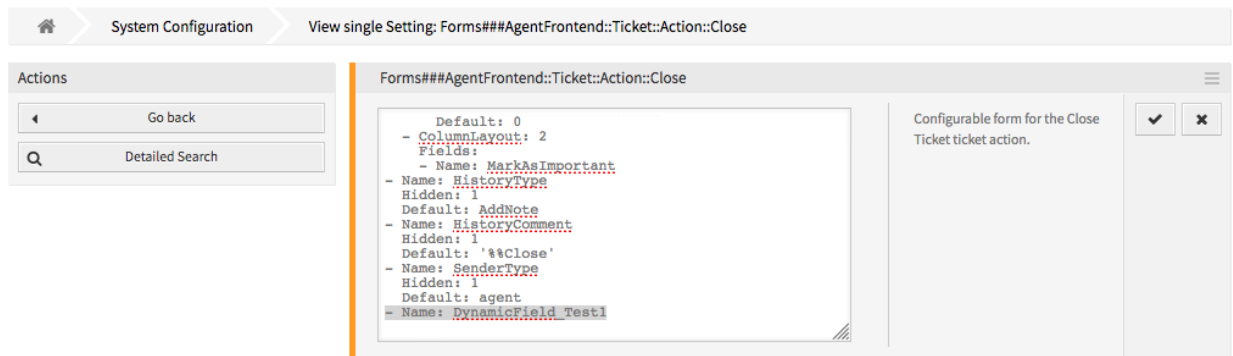 System Configuration
View single Setting: Forms###AgentFrontend::Ticket::Action::Close
Actions
Go back
Detailed Search
Forms###AgentFrontend::Ticket::Action::Close
Default: 0
- ColumnLayout: 2
Fields:
- Name: MarkAsImportant
- Name: HistoryType
Hidden: 1
Default: AddNote
- Name: HistoryComment
Hidden: 1
Default: '%%Close'
- Name: SenderType
Hidden: 1
Default: agent
- Name: DynamicField_Test1
Configurable form for the Close
Ticket ticket action.